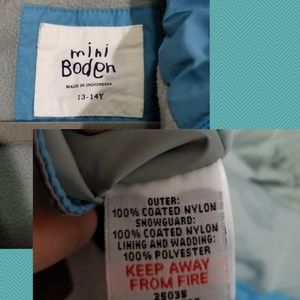 mini
Boden
MADE IN INDONESIA
13-14Y
OUTER:
100% COATED NYLON
SNOWGUARD:
100% COATED NYLON
LINING AND WADDING:
100% POLYESTER
KEEP AWAY
FROM FIRE
25035